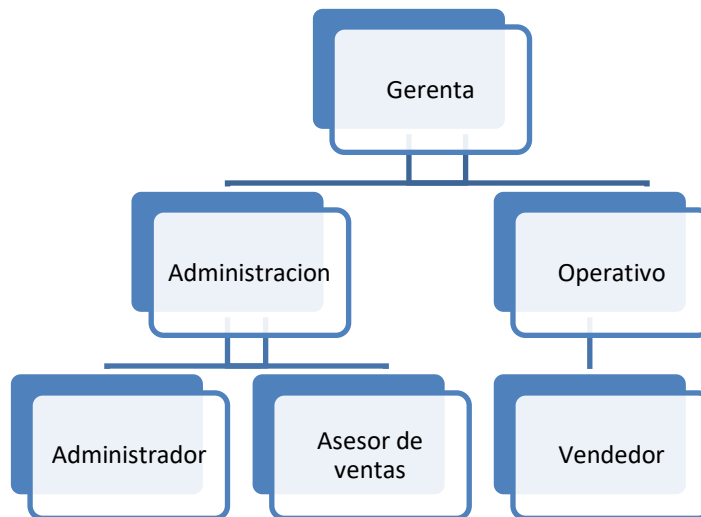 Gerenta
Administracion
Operativo
Administrador
Asesor de
ventas
Vendedor